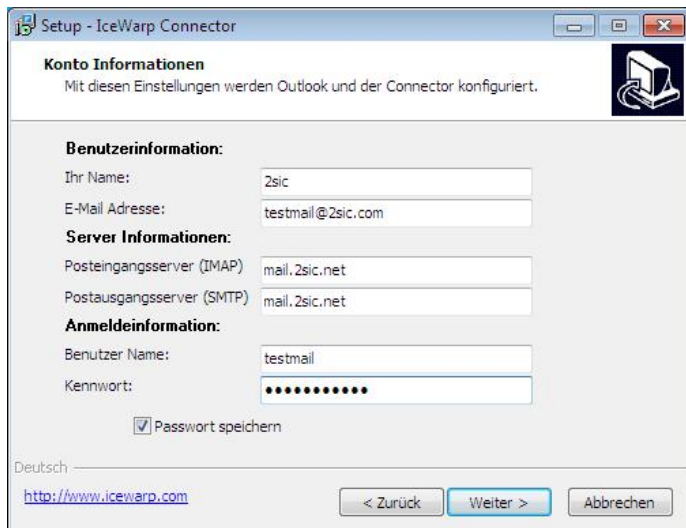 Setup - IceWarp Connector
Konto Informationen
Mit diesen Einstellungen werden Outlook und der Connector konfiguriert.
Benutzerinformation:
Ihr Name: 2sic
E-Mail Adresse: testmail@2sic.com
Server Informationen:
Posteingangsserver (IMAP) mail.2sic.net
Postausgangsserver (SMTP) mail.2sic.net
Anmeldeinformation:
Benutzer Name: testmail
Kennwort: ●●●●●●●●●●●
Passwort speichern
Deutsch
http://www.icewarp.com < Zurück Weiter > Abbrechen